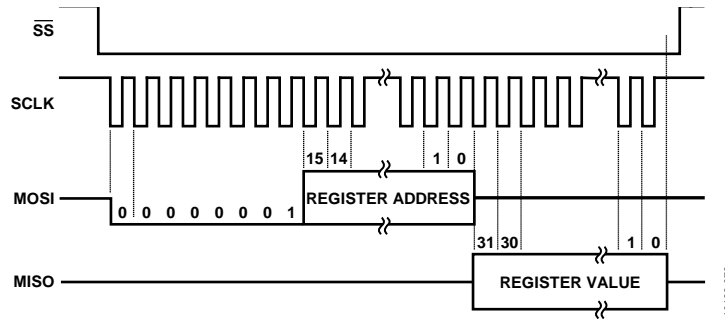 SS
SCLK
15 14 1 0
MOSI
0 0 0 0 0 0 0 1
REGISTER ADDRESS
31 30 1 0
MISO
REGISTER VALUE